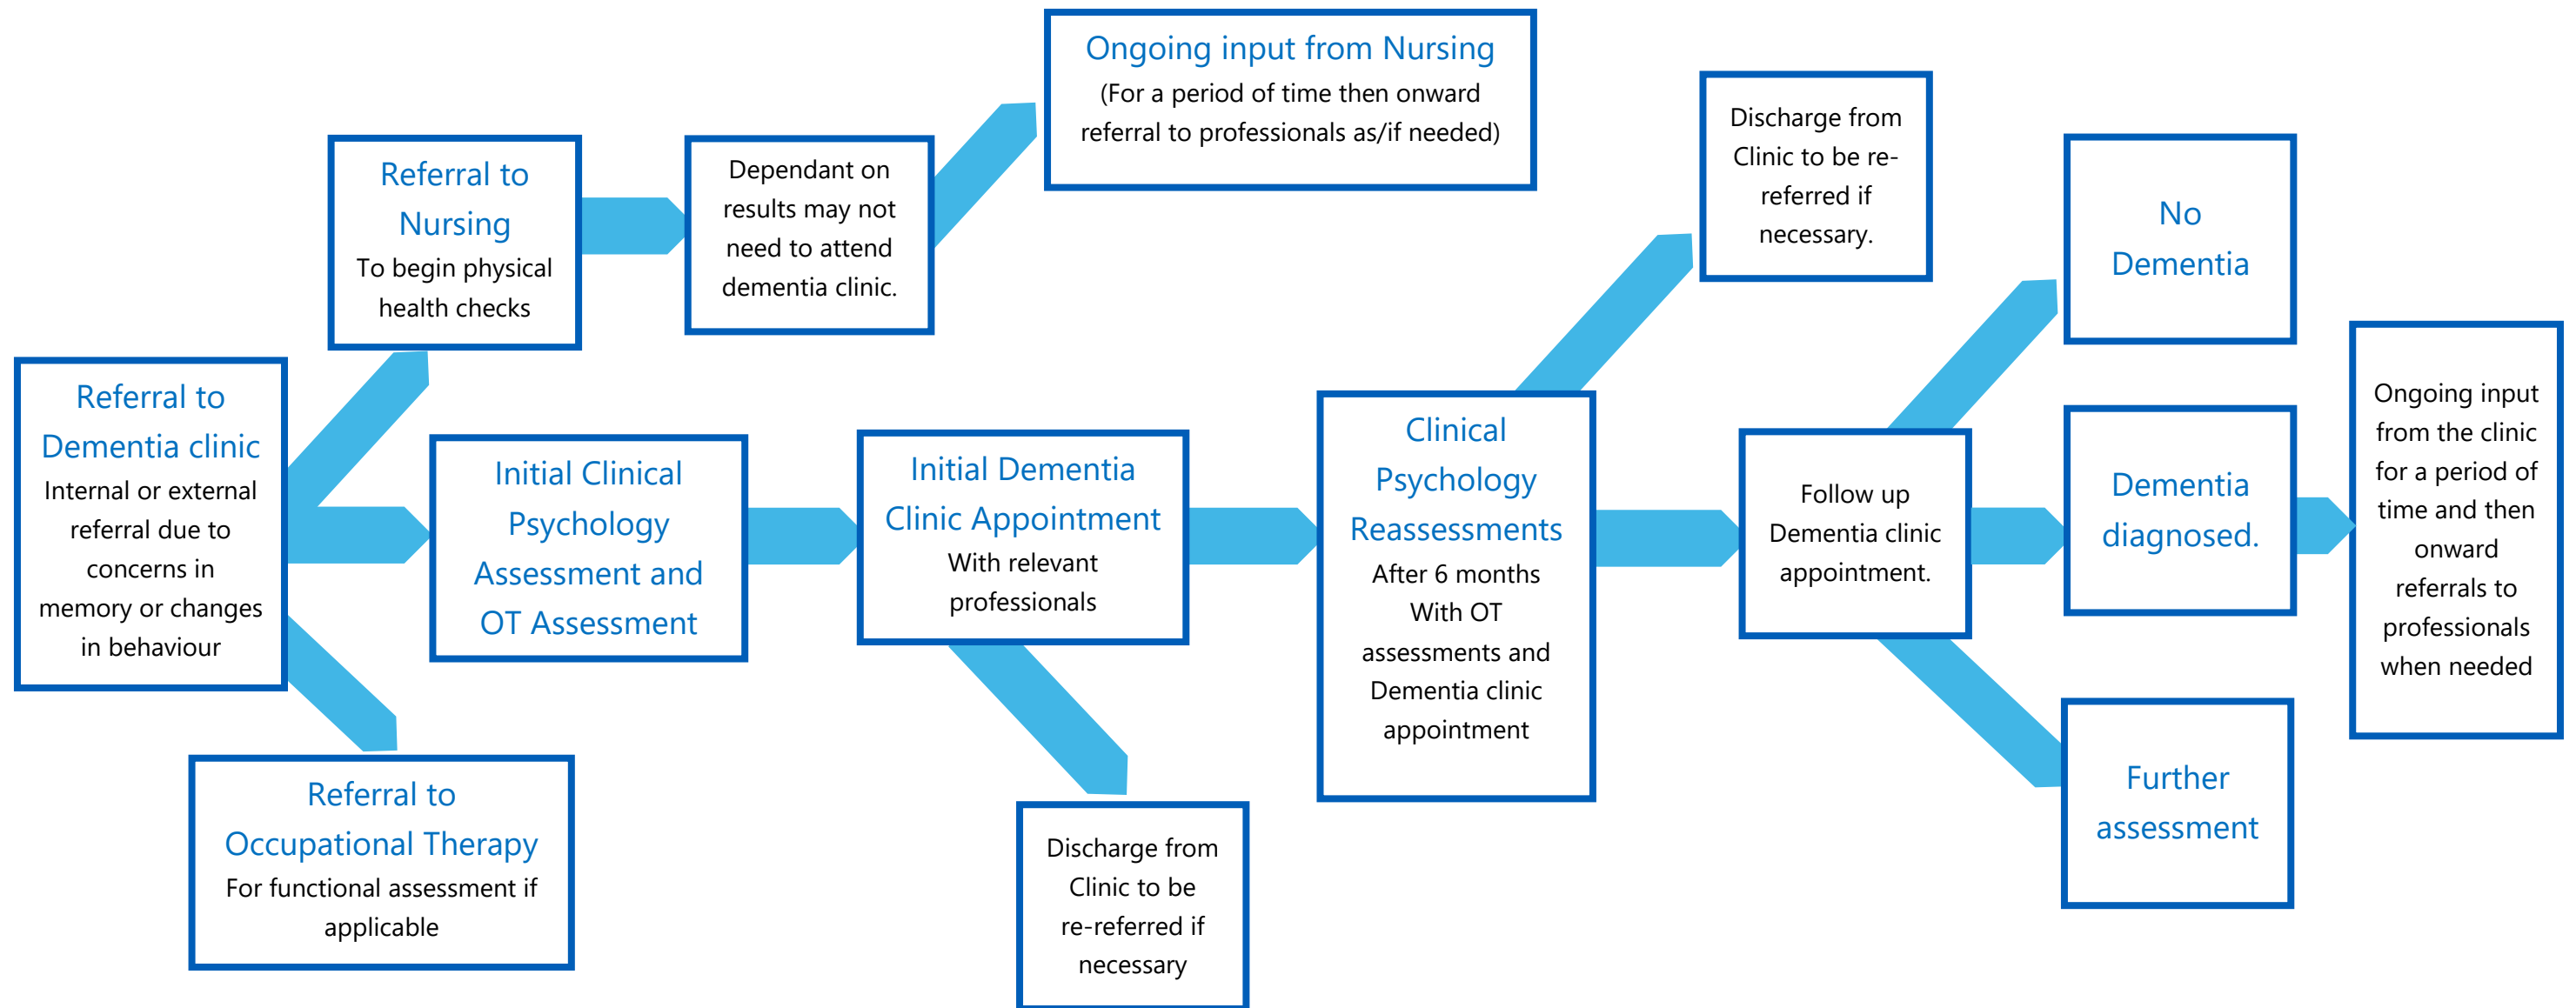 Referral to
Dementia clinic
Internal or external
referral due to
concerns in
memory or changes
in behaviour
Referral to
Nursing
To begin physical
health checks
Dependant on
results may not
need to attend
dementia clinic.
Ongoing input from Nursing
(For a period of time then onward
referral to professionals as/if needed)
Initial Clinical
Psychology
Assessment and
OT Assessment
Referral to
Occupational Therapy
For functional assessment if
applicable
Initial Dementia
Clinic Appointment
With relevant
professionals
Discharge from
Clinic to be
re-referred if
necessary
Clinical
Psychology
Reassessments
After 6 months
With OT
assessments and
Dementia clinic
appointment
Discharge from
Clinic to be re-
referred if
necessary.
Follow up
Dementia clinic
appointment.
No
Dementia
Dementia
diagnosed.
Further
assessment
Ongoing input
from the clinic
for a period of
time and then
onward
referrals to
professionals
when needed